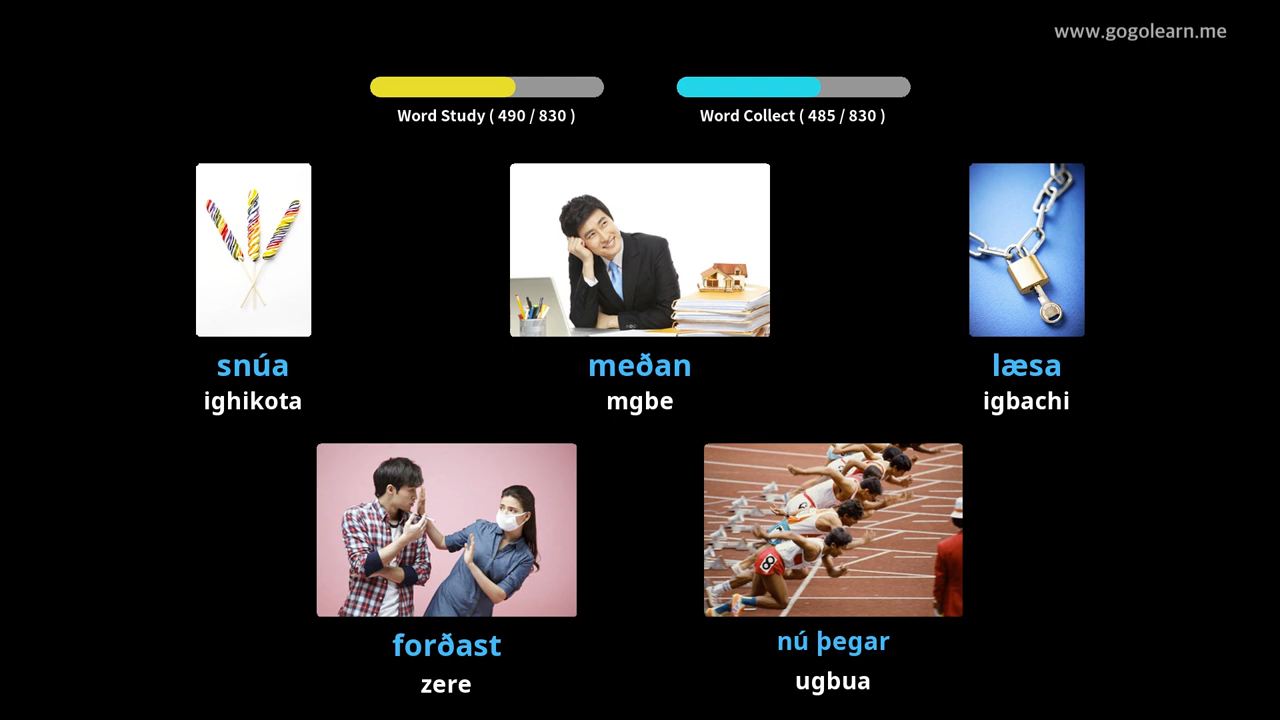 www.gogolearn.me
Word Study ( 490 / 830 )
Word Collect ( 485 / 830 )
snúa
ighikota
meðan
mgbe
læsa
igbachi
forðast
zere
nú þegar
ugbua